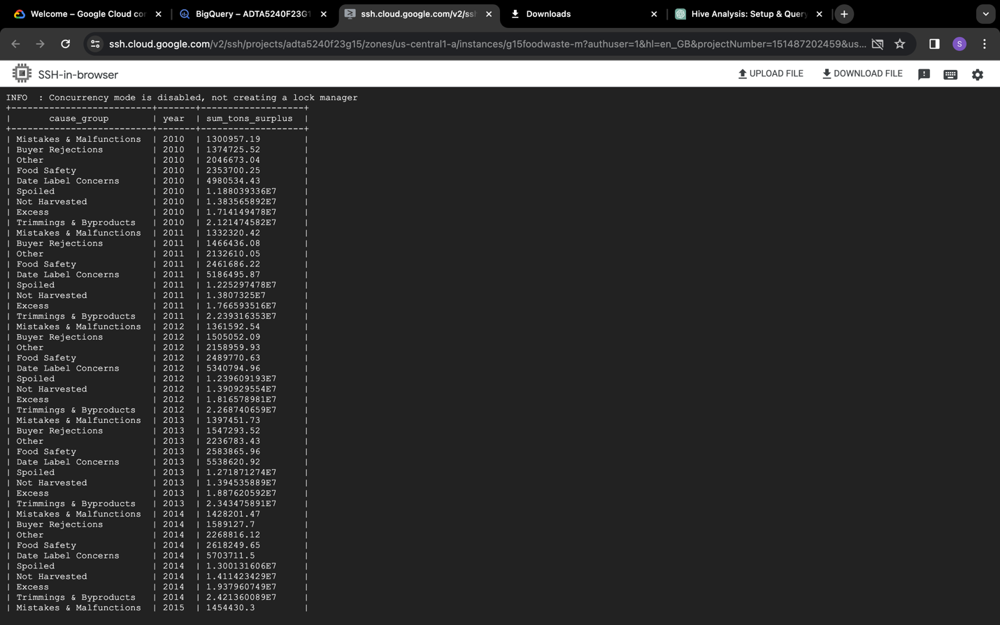 Welcome – Google Cloud cor
BigQuery – ADTA5240F23G1
ssh.cloud.google.com/v2/ssh
Downloads
Hive Analysis: Setup & Query
ssh.cloud.google.com/v2/ssh/projects/adta5240f23g15/zones/us-central1-a/instances/g15foodwaste-m?authuser=1&hl=en_GB&projectNumber=151487202459&us...
S
SSH-in-browser
UPLOAD FILE
DOWNLOAD FILE
INFO  : Concurrency mode is disabled, not creating a lock manager
+--------------------------+-------+-------------------+
|       cause_group        | year  | sum_tons_surplus  |
+--------------------------+-------+-------------------+
| Mistakes & Malfunctions  | 2010  | 1300957.19        |
| Buyer Rejections         | 2010  | 1374725.52        |
| Other                    | 2010  | 2046673.04        |
| Food Safety              | 2010  | 2353700.25        |
| Date Label Concerns      | 2010  | 4980534.43        |
| Spoiled                  | 2010  | 1.188039336E7     |
| Not Harvested            | 2010  | 1.383565892E7     |
| Excess                   | 2010  | 1.714149478E7     |
| Trimmings & Byproducts   | 2010  | 2.121474582E7     |
| Mistakes & Malfunctions  | 2011  | 1332320.42        |
| Buyer Rejections         | 2011  | 1466436.08        |
| Other                    | 2011  | 2132610.05        |
| Food Safety              | 2011  | 2461686.22        |
| Date Label Concerns      | 2011  | 5186495.87        |
| Spoiled                  | 2011  | 1.225297478E7     |
| Not Harvested            | 2011  | 1.3807325E7       |
| Excess                   | 2011  | 1.766593516E7     |
| Trimmings & Byproducts   | 2011  | 2.239316353E7     |
| Mistakes & Malfunctions  | 2012  | 1361592.54        |
| Buyer Rejections         | 2012  | 1505052.09        |
| Other                    | 2012  | 2158959.93        |
| Food Safety              | 2012  | 2489770.63        |
| Date Label Concerns      | 2012  | 5340794.96        |
| Spoiled                  | 2012  | 1.239609193E7     |
| Not Harvested            | 2012  | 1.390929554E7     |
| Excess                   | 2012  | 1.816578981E7     |
| Trimmings & Byproducts   | 2012  | 2.268740659E7     |
| Mistakes & Malfunctions  | 2013  | 1397451.73        |
| Buyer Rejections         | 2013  | 1547293.52        |
| Other                    | 2013  | 2236783.43        |
| Food Safety              | 2013  | 2583865.96        |
| Date Label Concerns      | 2013  | 5538620.92        |
| Spoiled                  | 2013  | 1.271871274E7     |
| Not Harvested            | 2013  | 1.394535889E7     |
| Excess                   | 2013  | 1.887620592E7     |
| Trimmings & Byproducts   | 2013  | 2.343475891E7     |
| Mistakes & Malfunctions  | 2014  | 1428201.47        |
| Buyer Rejections         | 2014  | 1589127.7         |
| Other                    | 2014  | 2268816.12        |
| Food Safety              | 2014  | 2618249.65        |
| Date Label Concerns      | 2014  | 5703711.5         |
| Spoiled                  | 2014  | 1.300131606E7     |
| Not Harvested            | 2014  | 1.411423429E7     |
| Excess                   | 2014  | 1.937960749E7     |
| Trimmings & Byproducts   | 2014  | 2.421360089E7     |
| Mistakes & Malfunctions  | 2015  | 1454430.3         |